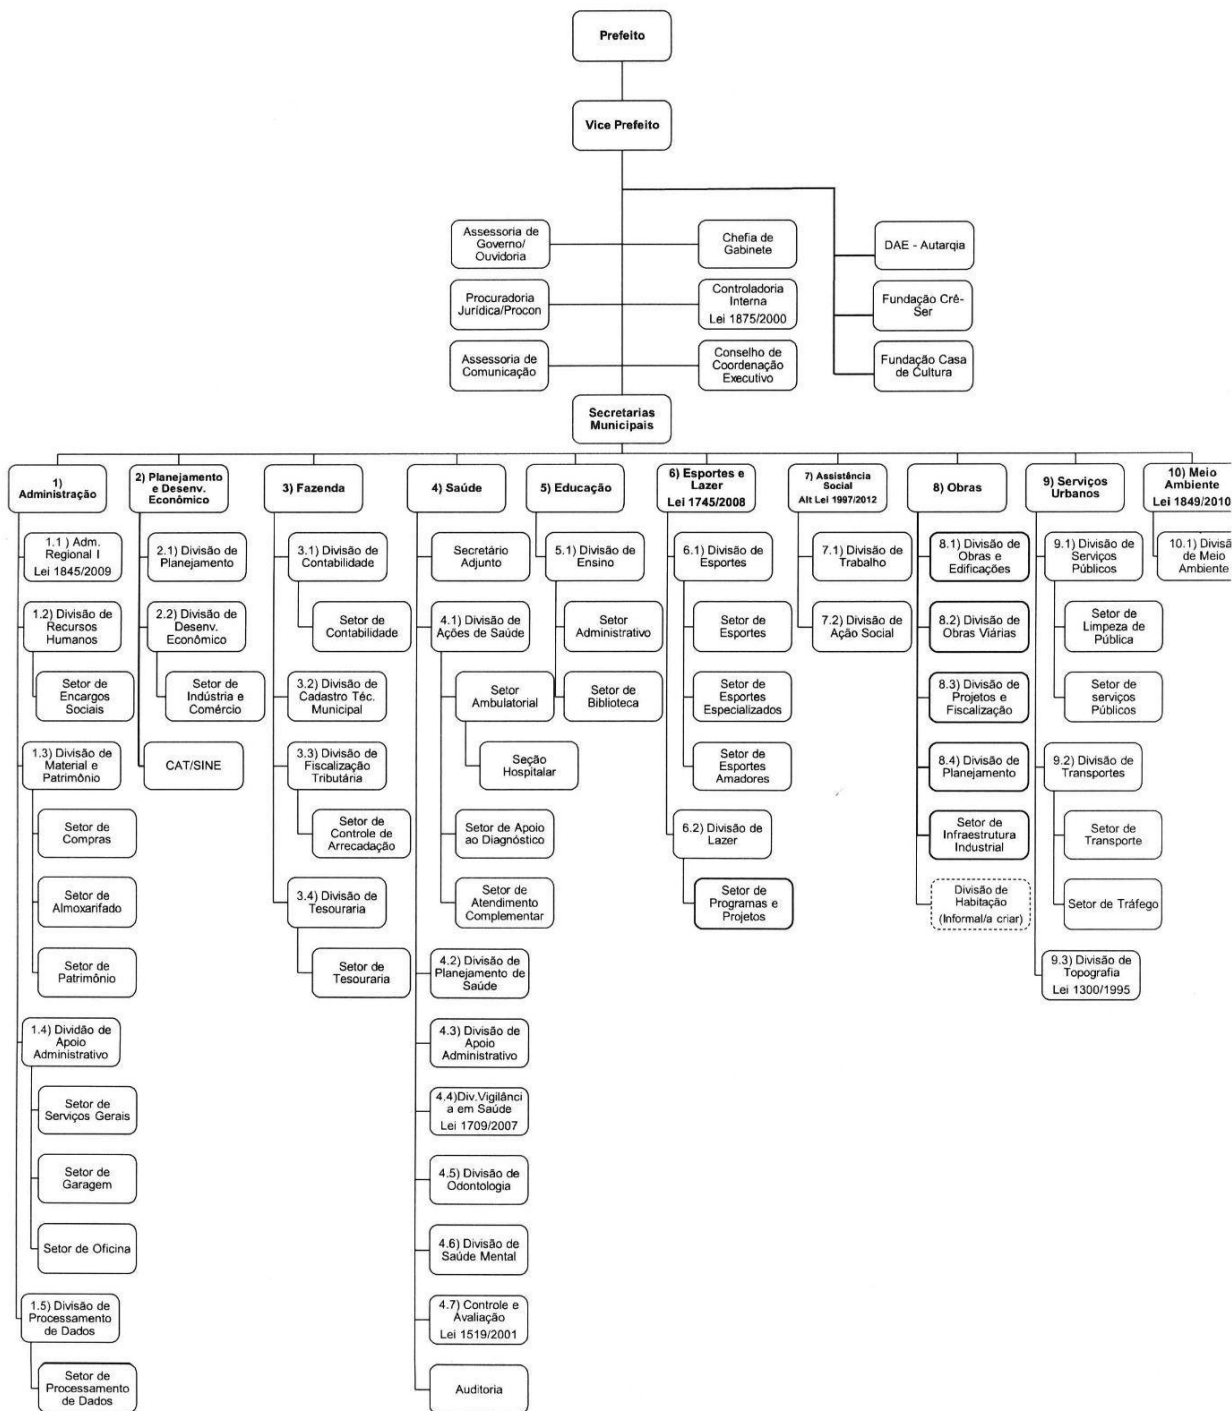 Prefeito
Vice Prefeito
Assessoria de
Governo/
Ouvidoria
Chefia de
Gabinete
DAE - Autarqia
Procuradoria
Jurídica/Procon
Controladoria
Interna
Lei 1875/2000
Fundação Crê-
Ser
Assessoria de
Comunicação
Conselho de
Coordenação
Executivo
Fundação Casa
de Cultura
Secretarias
Municipais
1)
Administração
1.1 ) Adm.
Regional I
Lei 1845/2009
1.2) Divisão de
Recursos
Humanos
Setor de
Encargos
Sociais
1.3) Divisão de
Material e
Patrimônio
Setor de
Compras
Setor de
Almoxarifado
Setor de
Patrimônio
1.4) Dividão de
Apoio
Administrativo
Setor de
Serviços Gerais
Setor de
Garagem
Setor de Oficina
1.5) Divisão de
Processamento
de Dados
Setor de
Processamento
de Dados
2) Planejamento
e Desenv.
Econômico
2.1) Divisão de
Planejamento
2.2) Divisão de
Desenv.
Econômico
Setor de
Indústria e
Comércio
CAT/SINE
3) Fazenda
3.1) Divisão de
Contabilidade
Setor de
Contabilidade
3.2) Divisão de
Cadastro Téc.
Municipal
3.3) Divisão de
Fiscalização
Tributária
Setor de
Controle de
Arrecadação
3.4) Divisão de
Tesouraria
Setor de
Tesouraria
4) Saúde
Secretário
Adjunto
4.1) Divisão de
Ações de Saúde
Setor
Ambulatorial
Seção
Hospitalar
Setor de Apoio
ao Diagnóstico
Setor de
Atendimento
Complementar
4.2) Divisão de
Planejamento de
Saúde
4.3) Divisão de
Apoio
Administrativo
4.4)Div.Vigilânci
a em Saúde
Lei 1709/2007
4.5) Divisão de
Odontologia
4.6) Divisão de
Saúde Mental
4.7) Controle e
Avaliação
Lei 1519/2001
Auditoria
5) Educação
5.1) Divisão de
Ensino
Setor
Administrativo
Setor de
Biblioteca
6) Esportes e
Lazer
Lei 1745/2008
6.1) Divisão de
Esportes
Setor de
Esportes
Setor de
Esportes
Especializados
Setor de
Esportes
Amadores
6.2) Divisão de
Lazer
Setor de
Programas e
Projetos
7) Assistência
Social
Alt Lei 1997/2012
7.1) Divisão de
Trabalho
7.2) Divisão de
Ação Social
8) Obras
8.1) Divisão de
Obras e
Edificações
8.2) Divisão de
Obras Viárias
8.3) Divisão de
Projetos e
Fiscalização
8.4) Divisão de
Planejamento
Setor de
Infraestrutura
Industrial
Divisão de
Habitação
(Informal/a criar)
9) Serviços
Urbanos
9.1) Divisão de
Serviços
Públicos
Setor de
Limpeza de
Pública
Setor de
serviços
Públicos
9.2) Divisão de
Transportes
Setor de
Transporte
Setor de Tráfego
9.3) Divisão de
Topografia
Lei 1300/1995
10) Meio
Ambiente
Lei 1849/2010
10.1) Divisã
de Meio
Ambiente